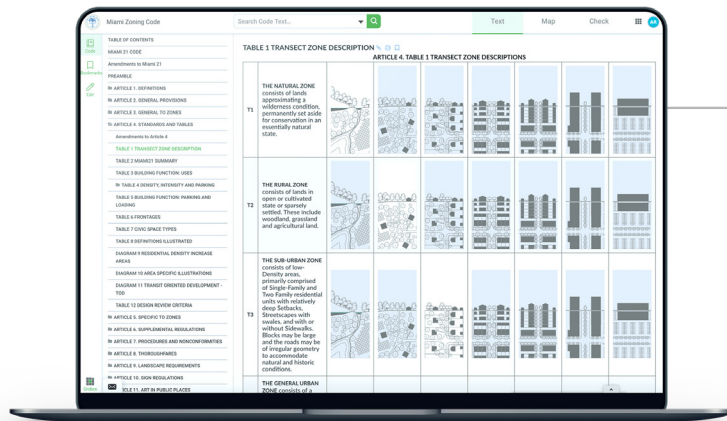 Miami Zoning Code
Search Code Text...
Text
Map
Check
AR
Code
Bookmarks
Edit
TABLE OF CONTENTS
MIAMI 21 CODE
Amendments to Miami 21
PREAMBLE
ARTICLE 1. DEFINITIONS
ARTICLE 2. GENERAL PROVISIONS
ARTICLE 3. GENERAL TO ZONES
ARTICLE 4. STANDARDS AND TABLES
Amendments to Article 4
TABLE 1 TRANSECT ZONE DESCRIPTION
TABLE 2 MIAMI21 SUMMARY
TABLE 3 BUILDING FUNCTION: USES
TABLE 4 DENSITY, INTENSITY AND PARKING
TABLE 5 BUILDING FUNCTION: PARKING AND
LOADING
TABLE 6 FRONTAGES
TABLE 7 CIVIC SPACE TYPES
TABLE 8 DEFINITIONS ILLUSTRATED
DIAGRAM 9 RESIDENTIAL DENSITY INCREASE
AREAS
DIAGRAM 10 AREA SPECIFIC ILLUSTRATIONS
DIAGRAM 11 TRANSIT ORIENTED DEVELOPMENT -
TOD
TABLE 12 DESIGN REVIEW CRITERIA
ARTICLE 5. SPECIFIC TO ZONES
ARTICLE 6. SUPPLEMENTAL REGULATIONS
ARTICLE 7. PROCEDURES AND NONCONFORMITIES
ARTICLE 8. THOROUGHFARES
ARTICLE 9. LANDSCAPE REQUIREMENTS
ARTICLE 10. SIGN REGULATIONS
ICLE 11. ART IN PUBLIC PLACES
TABLE 1 TRANSECT ZONE DESCRIPTION
ARTICLE 4. TABLE 1 TRANSECT ZONE DESCRIPTIONS
T1
THE NATURAL ZONE
consists of lands
approximating a
wilderness condition,
permanently set aside
for conservation in an
essentially natural
state.
T2
THE RURAL ZONE
consists of lands in
open or cultivated
state or sparsely
settled. These include
woodland, grassland
and agricultural land.
T3
THE SUB-URBAN ZONE
consists of low-
Density areas,
primarily comprised
of Single-Family and
Two Family residential
units with relatively
deep Setbacks,
Streetscapes with
swales, and with or
without Sidewalks.
Blocks may be large
and the roads may be
of irregular geometry
to accommodate
natural and historic
conditions.
THE GENERAL URBAN
ZONE consists of a